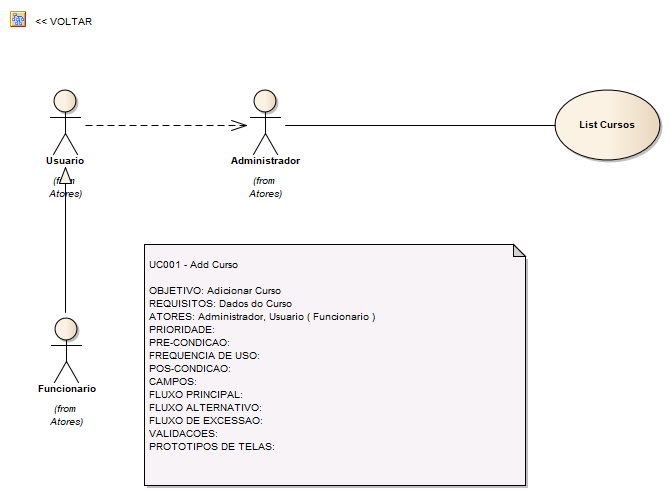 << VOLTAR
Usuario
(from
Atores)
Administrador
(from
Atores)
List Cursos
UC001 - Add Curso
OBJETIVO: Adicionar Curso
REQUISITOS: Dados do Curso
ATORES: Administrador, Usuario ( Funcionario )
PRIORIDADE:
PRE-CONDICAO:
FREQUENCIA DE USO:
POS-CONDICAO:
CAMPOS:
FLUXO PRINCIPAL:
FLUXO ALTERNATIVO:
FLUXO DE EXCESSAO:
VALIDACOES:
PROTOTIPOS DE TELAS:
Funcionario
(from
Atores)